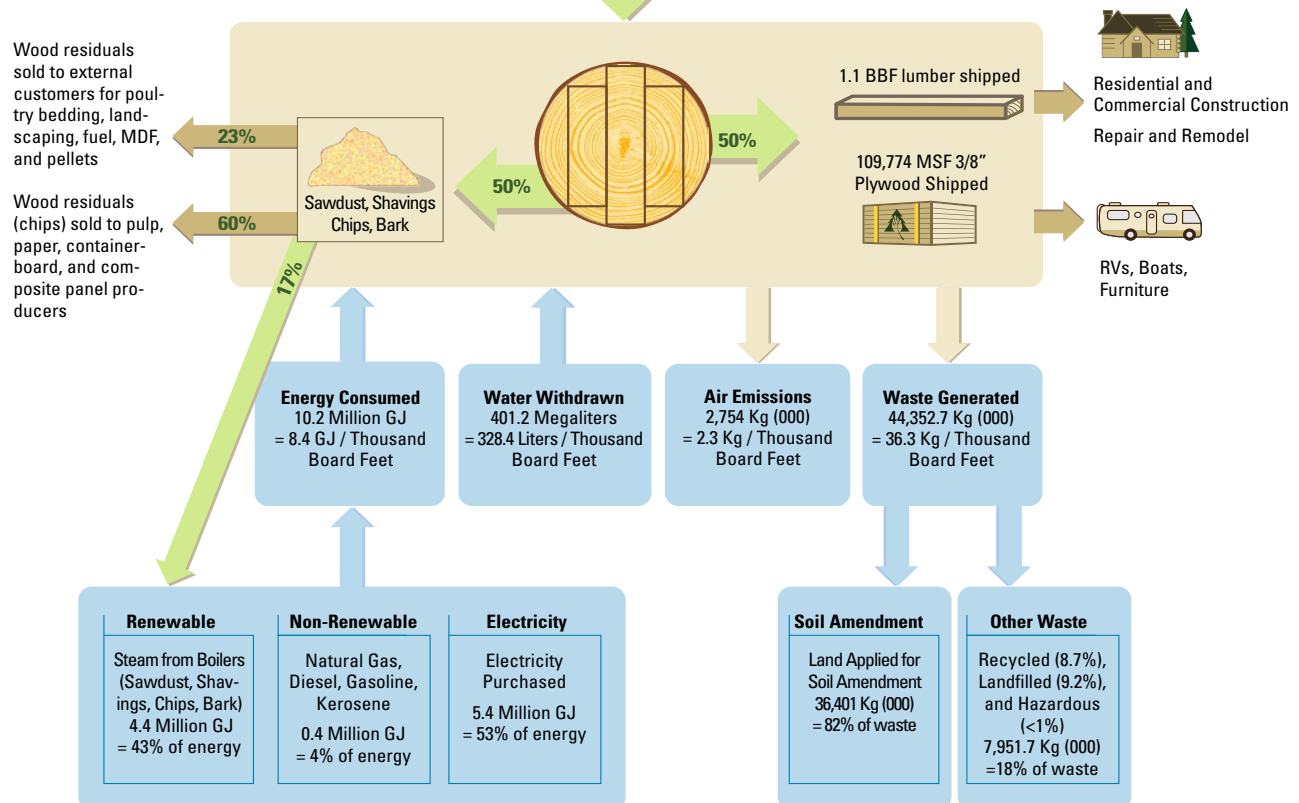 Wood residuals
sold to external
customers for poul-
try bedding, land-
scaping, fuel, MDF,
and pellets
23%
Wood residuals
(chips) sold to pulp,
paper, container-
board, and com-
posite panel pro-
ducers
60%
17%
Sawdust, Shavings
Chips, Bark
50%
50%
1.1 BBF lumber shipped
109,774 MSF 3/8”
Plywood Shipped
Residential and
Commercial Construction
Repair and Remodel
RVs, Boats,
Furniture
Energy Consumed
10.2 Million GJ
= 8.4 GJ / Thousand
Board Feet
Water Withdrawn
401.2 Megaliters
= 328.4 Liters / Thousand
Board Feet
Air Emissions
2,754 Kg (000)
= 2.3 Kg / Thousand
Board Feet
Waste Generated
44,352.7 Kg (000)
= 36.3 Kg / Thousand
Board Feet
Renewable
Steam from Boilers
(Sawdust, Shav-
ings, Chips, Bark)
4.4 Million GJ
= 43% of energy
Non-Renewable
Natural Gas,
Diesel, Gasoline,
Kerosene
0.4 Million GJ
= 4% of energy
Electricity
Electricity
Purchased
5.4 Million GJ
= 53% of energy
Soil Amendment
Land Applied for
Soil Amendment
36,401 Kg (000)
= 82% of waste
Other Waste
Recycled (8.7%),
Landfilled (9.2%),
and Hazardous
(<1%)
7,951.7 Kg (000)
=18% of waste